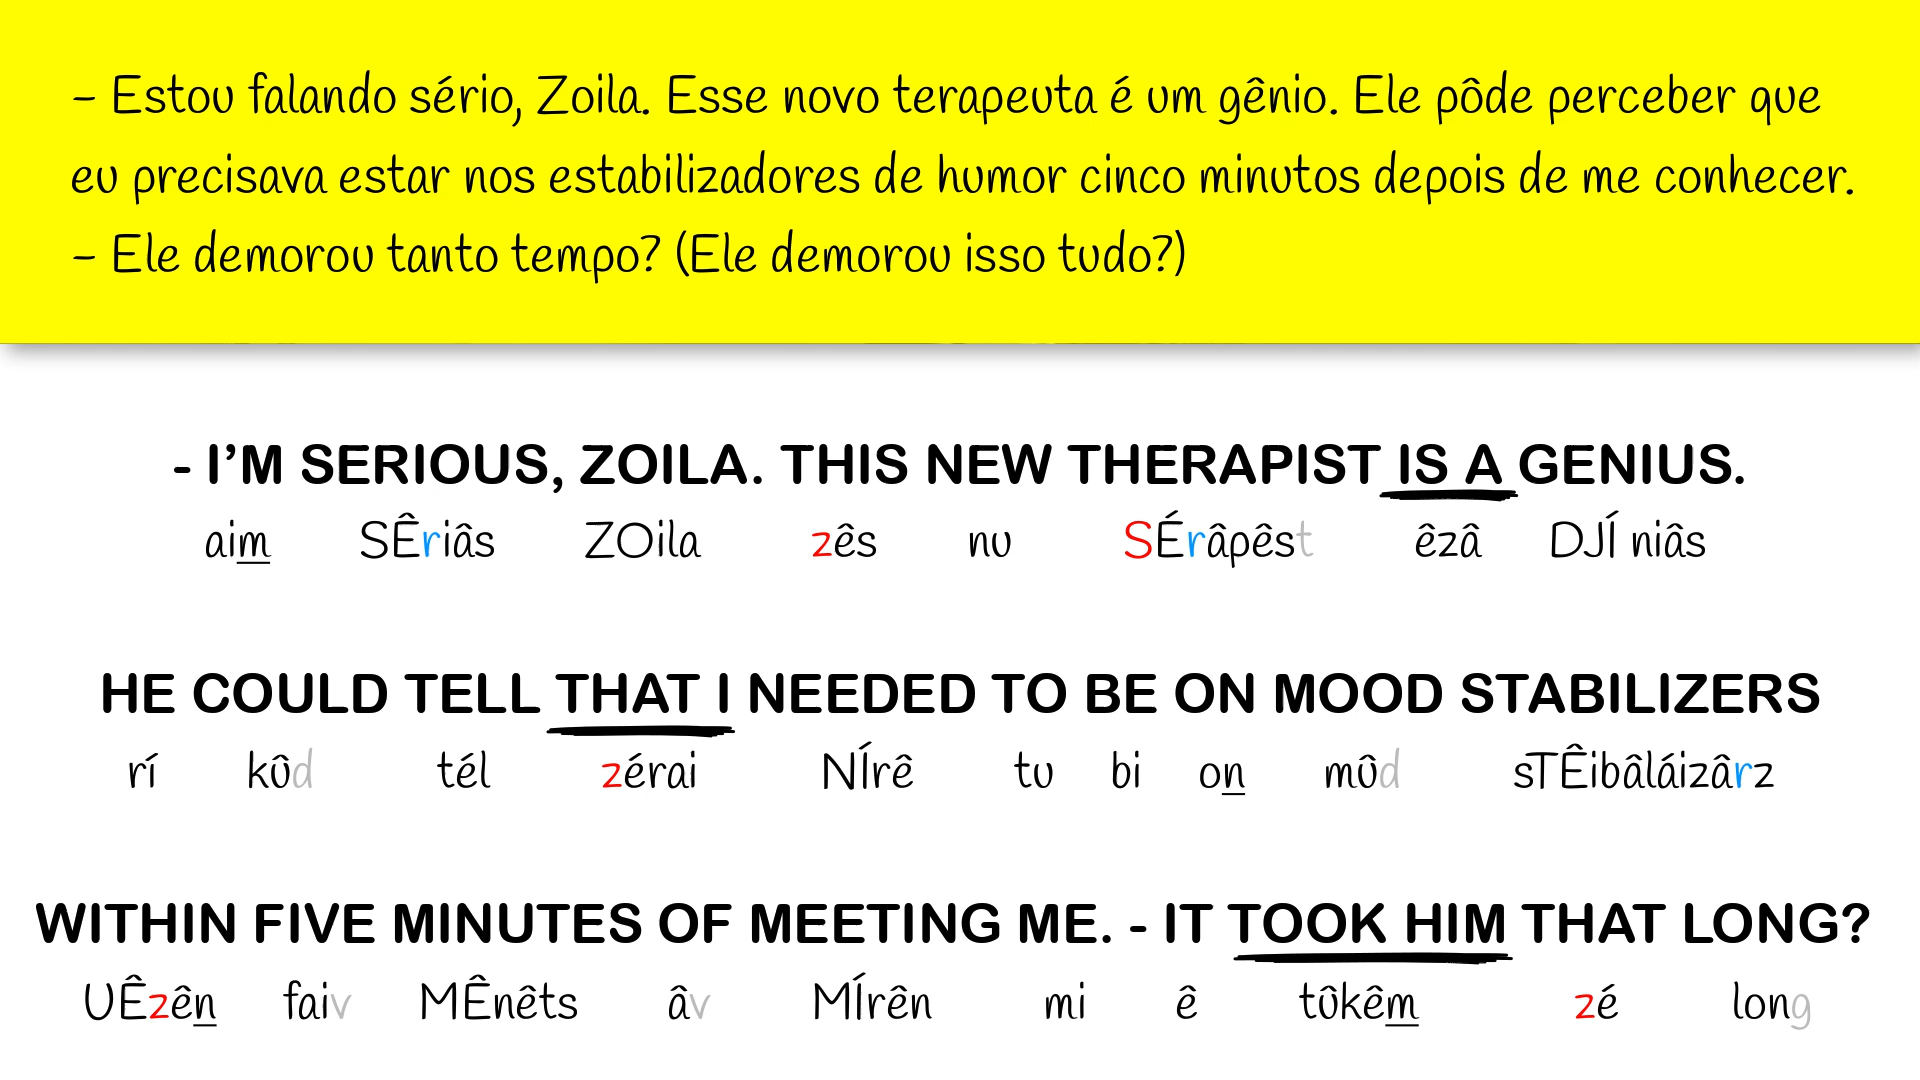 – Estou falando sério, Zoila. Esse novo terapeuta é um gênio. Ele pôde perceber que
eu precisava estar nos estabilizadores de humor cinco minutos depois de me conhecer.
– Ele demorou tanto tempo? (Ele demorou isso tudo?)
- I'M SERIOUS, ZOILA. THIS NEW THERAPIST IS A GENIUS.
aim SÊriâs ZOila zês nu SÉrâpêst êzâ DJÍ niâs
HE COULD TELL THAT I NEEDED TO BE ON MOOD STABILIZERS
rí kûd tél zérai NÍrê tu bi on mûd sTÊibâláizârz
WITHIN FIVE MINUTES OF MEETING ME. - IT TOOK HIM THAT LONG?
UÊzên faiv MÊnêts âv MÍrên mi ê tûkêm zé long